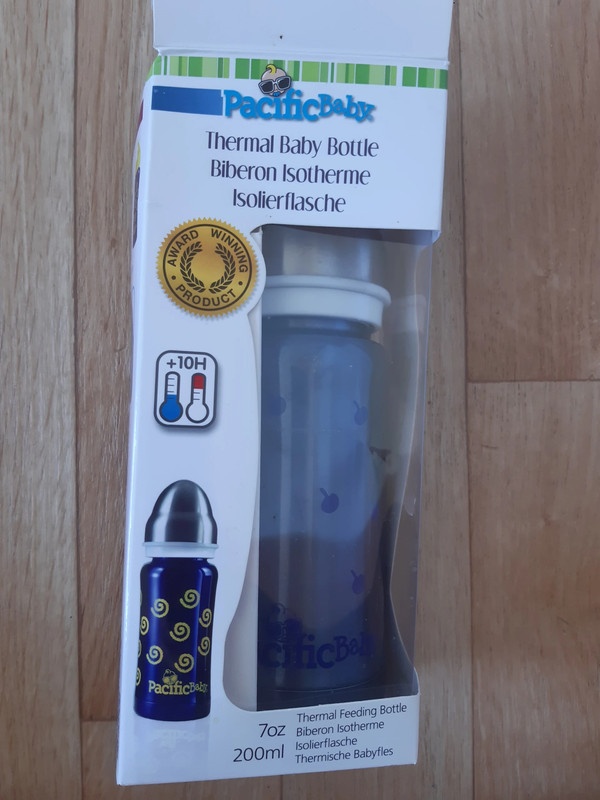 PacificBaby
Thermal Baby Bottle
Biberon Isotherme
Isolierflasche
AWARD WINNING
PRODUCT
+10H
PacificBaby
PacificBaby
7oz
200ml
Thermal Feeding Bottle
Biberon Isotherme
Isolierflasche
Thermische Babyfles